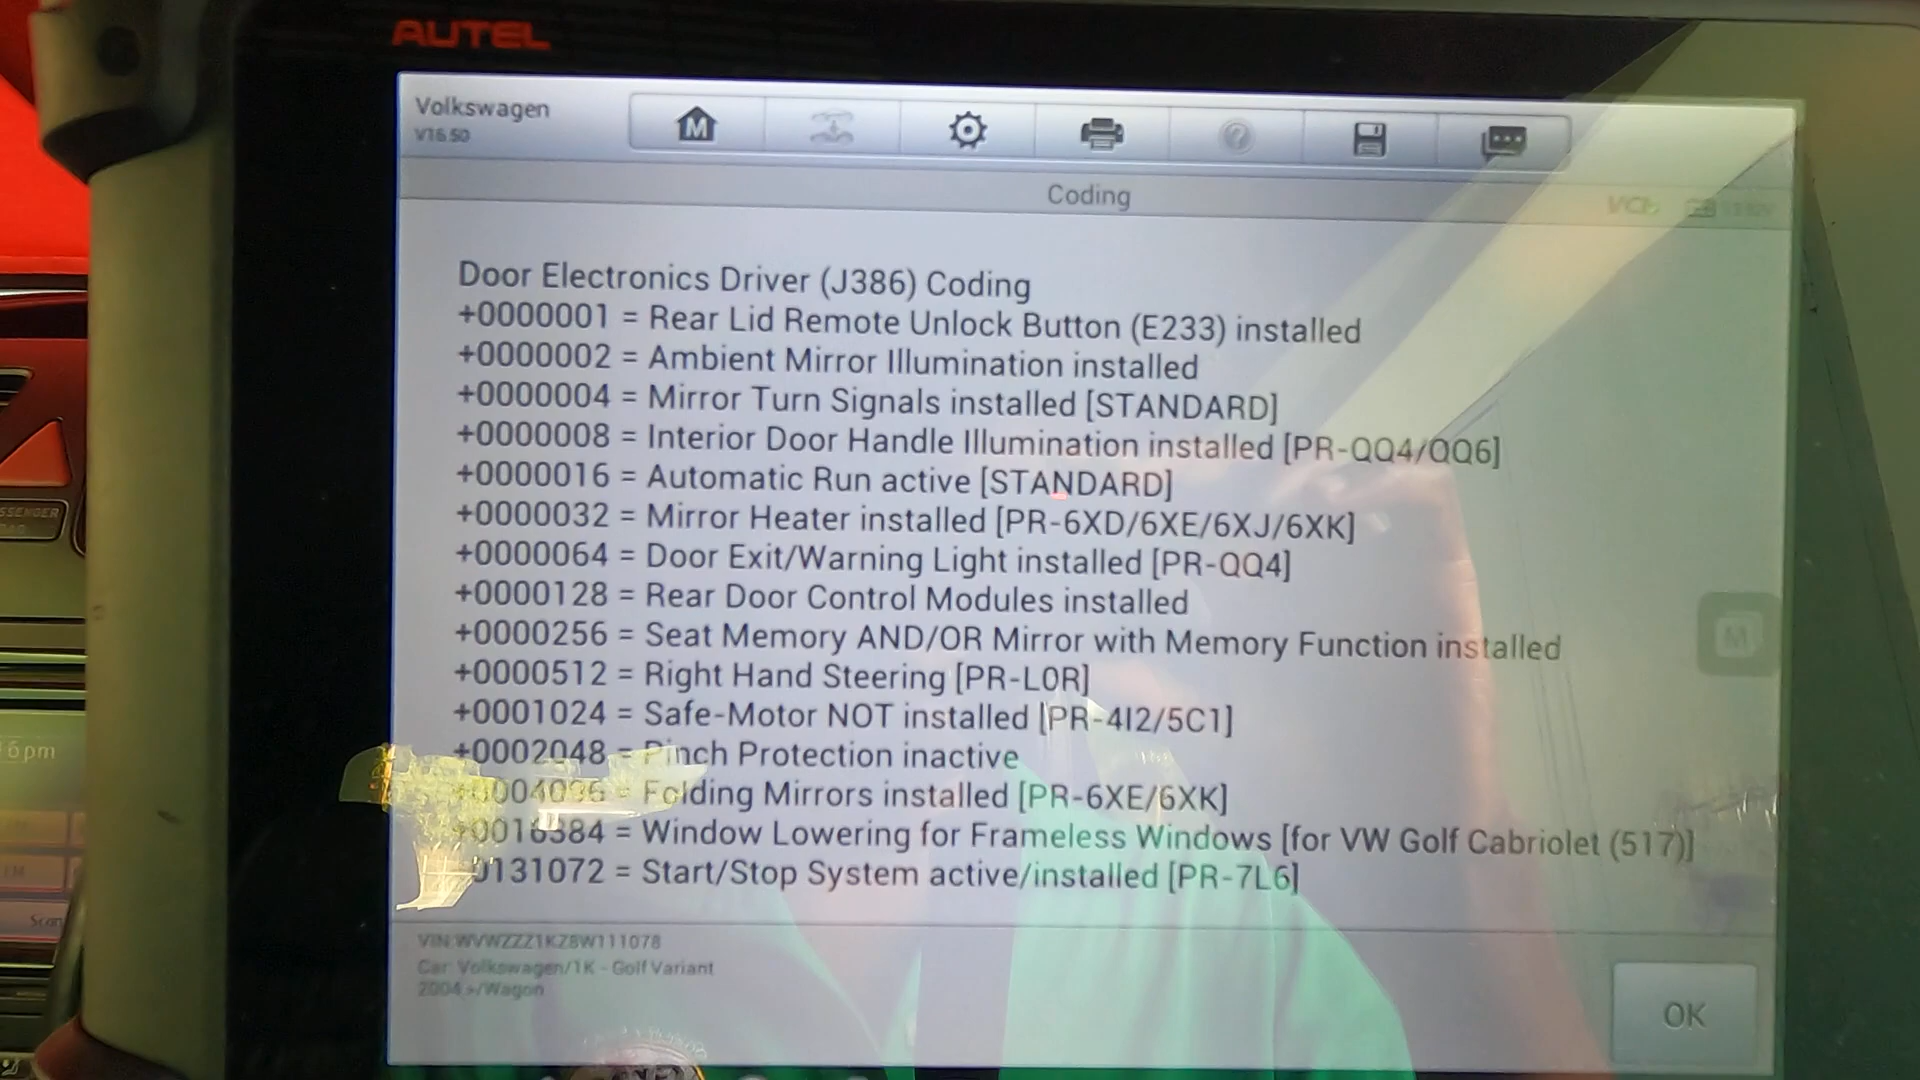 AUTEL
Volkswagen
V16.50
M
Coding
VCI
Door Electronics Driver (J386) Coding
+0000001 = Rear Lid Remote Unlock Button (E233) installed
+0000002 = Ambient Mirror Illumination installed
+0000004 = Mirror Turn Signals installed [STANDARD]
+0000008 = Interior Door Handle Illumination installed [PR-QQ4/QQ6]
+0000016 = Automatic Run active [STANDARD]
+0000032 = Mirror Heater installed [PR-6XD/6XE/6XJ/6XK]
+0000064 = Door Exit/Warning Light installed [PR-QQ4]
+0000128 = Rear Door Control Modules installed
+0000256 = Seat Memory AND/OR Mirror with Memory Function installed
+0000512 = Right Hand Steering [PR-L0R]
+0001024 = Safe-Motor NOT installed [PR-4I2/5C1]
+0002048 = Pinch Protection inactive
+0004096 = Folding Mirrors installed [PR-6XE/6XK]
+0016384 = Window Lowering for Frameless Windows [for VW Golf Cabriolet (517)]
+0131072 = Start/Stop System active/installed [PR-7L6]
VIN:WVWZZZ1KZ8W111078
Car: Volkswagen/1K - Golf Variant
2004 >/Wagon
OK
M
6pm
Scan